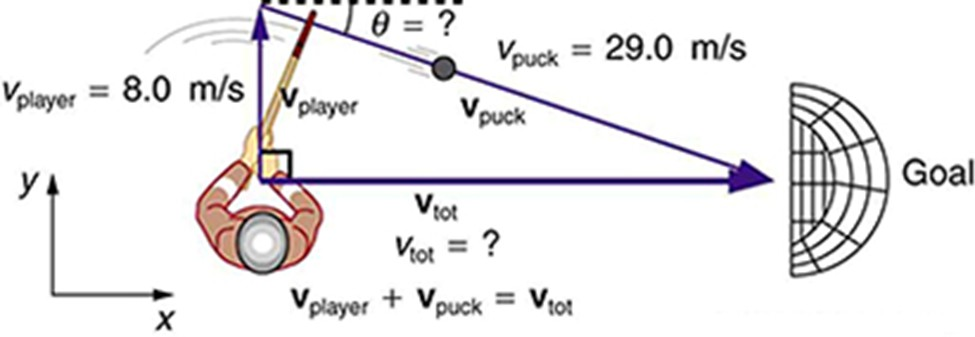 θ = ?
v_puck = 29.0 m/s
v_player = 8.0 m/s
v_player
v_puck
Goal
y
v_tot
v_tot = ?
v_player + v_puck = v_tot
x